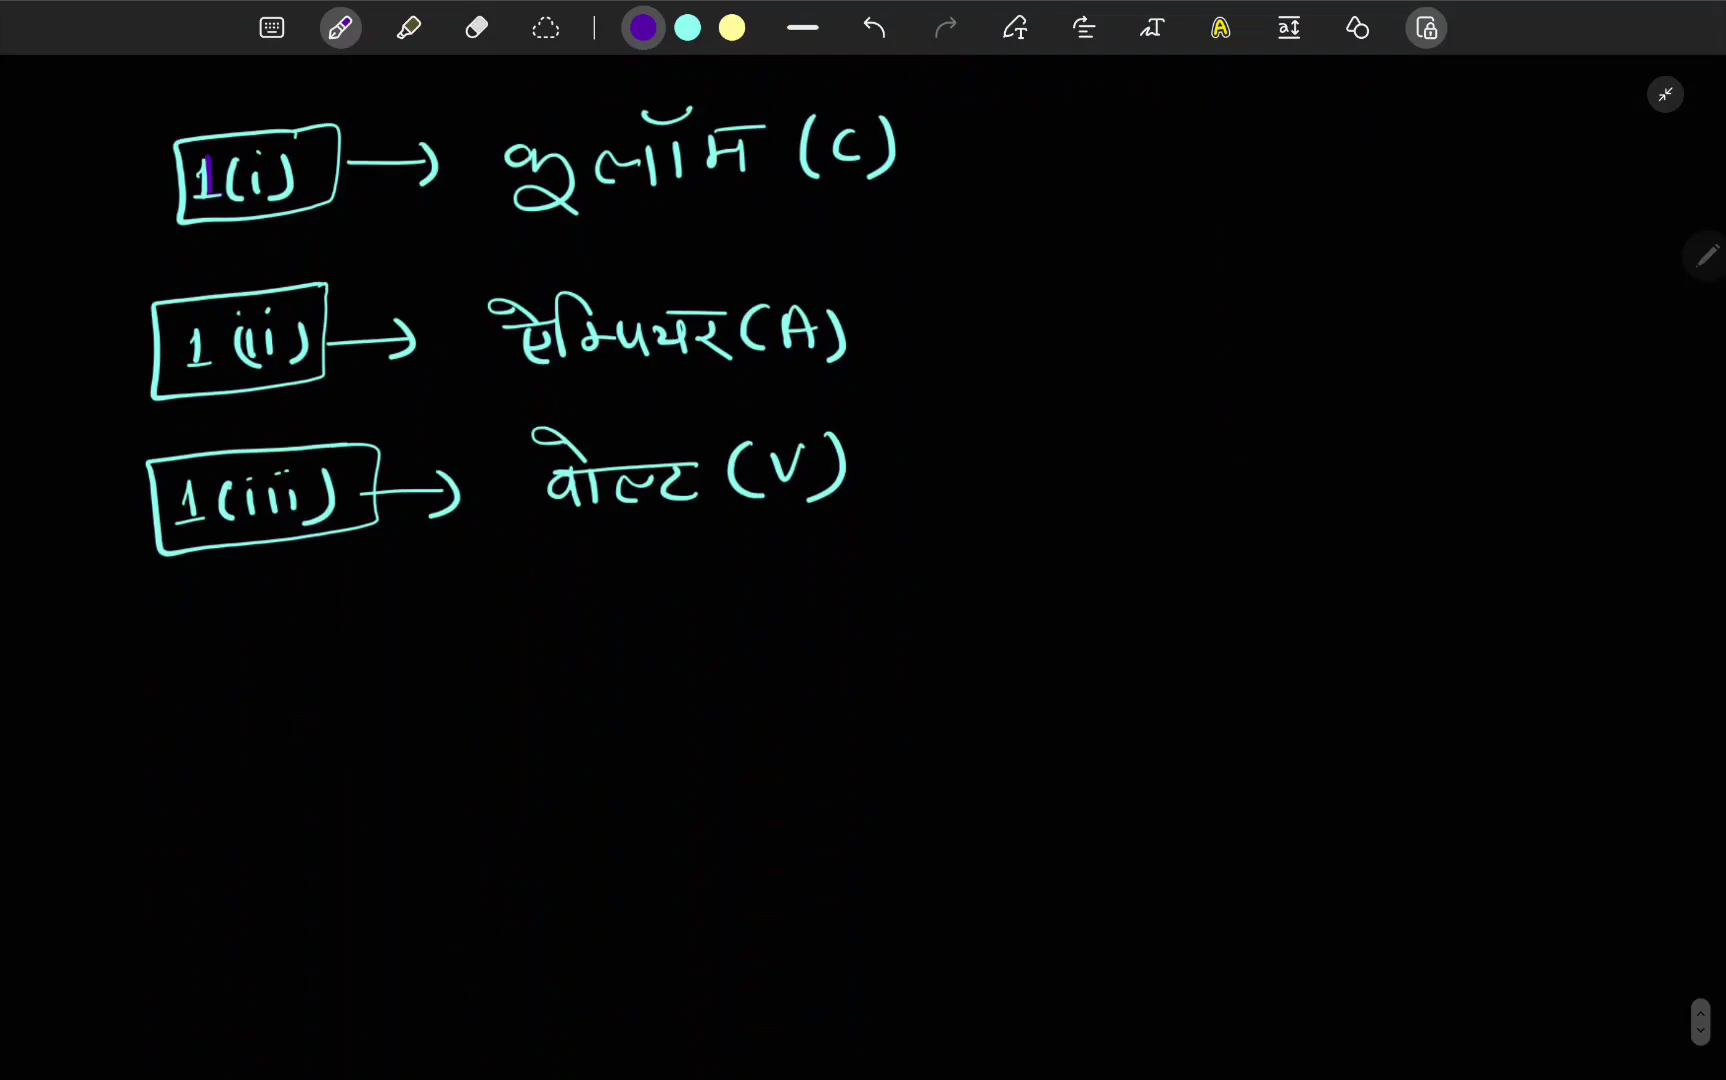 1(i) → कुलॉम (C)
1(ii) → ऐम्पियर (A)
1(iii) → वोल्ट (V)